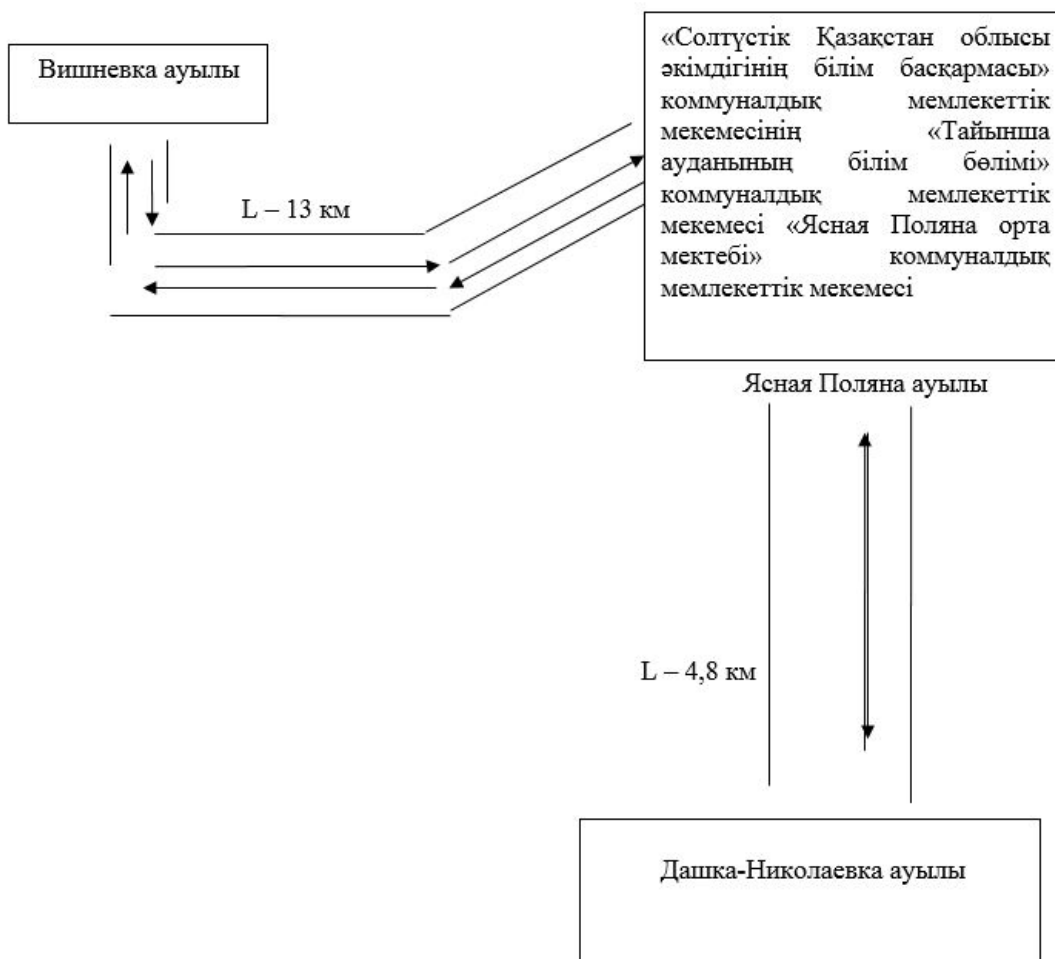 Вишневка ауылы
«Солтүстік Қазақстан облысы
әкімдігінің білім басқармасы»
коммуналдық мемлекеттік
мекемесінің «Тайынша
ауданының білім бөлімі»
коммуналдық мемлекеттік
мекемесі «Ясная Поляна орта
мектебі» коммуналдық
мемлекеттік мекемесі
L – 13 км
Ясная Поляна ауылы
L – 4,8 км
Дашка-Николаевка ауылы